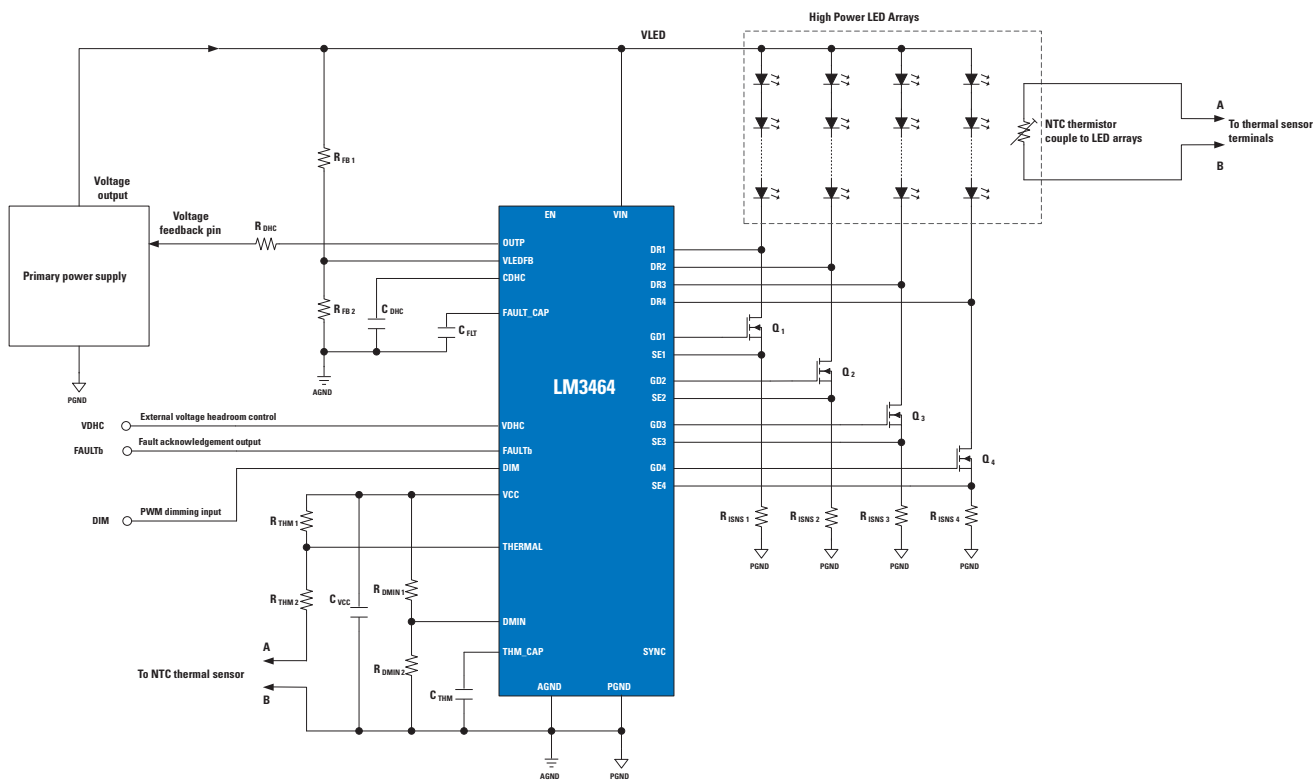 High Power LED Arrays
VLED
A
NTC thermistor
couple to LED arrays
To thermal sensor
terminals
B
R FB 1
Voltage
output
Voltage
feedback pin
R DHC
Primary power supply
EN
VIN
OUTP
VLEDFB
CDHC
FAULT_CAP
DR1
DR2
DR3
DR4
R FB 2
C DHC
C FLT
GD1
Q 1
SE1
PGND
AGND
LM3464
GD2
Q 2
SE2
VDHC
External voltage headroom control
VDHC
GD3
Q 3
SE3
FAULTb
Fault acknowledgement output
FAULTb
DIM
GD4
Q 4
SE4
VCC
DIM
PWM dimming input
R THM 1
R ISNS 1
R ISNS 2
R ISNS 3
R ISNS 4
THERMAL
PGND
PGND
PGND
PGND
R THM 2
C VCC
R DMIN 1
DMIN
A
To NTC thermal sensor
B
R DMIN2
THM_CAP
SYNC
C THM
AGND
PGND
AGND
PGND